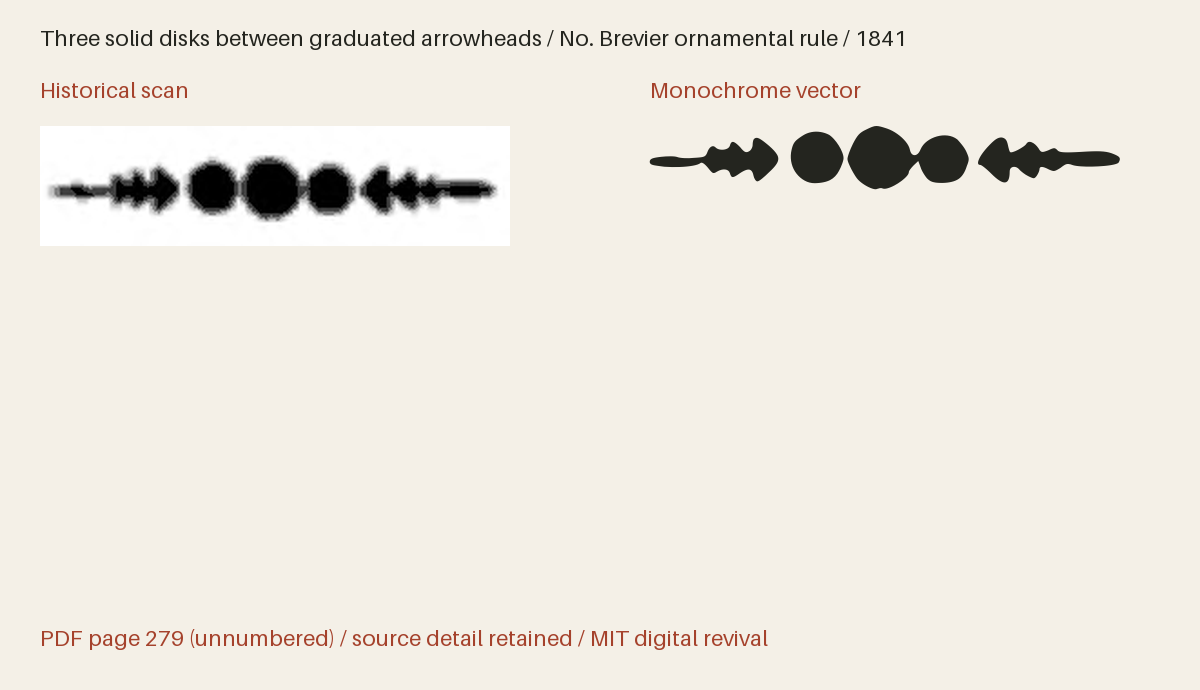 Three solid disks between graduated arrowheads / No. Brevier ornamental rule / 1841
Historical scan
Monochrome vector
PDF page 279 (unnumbered) / source detail retained / MIT digital revival